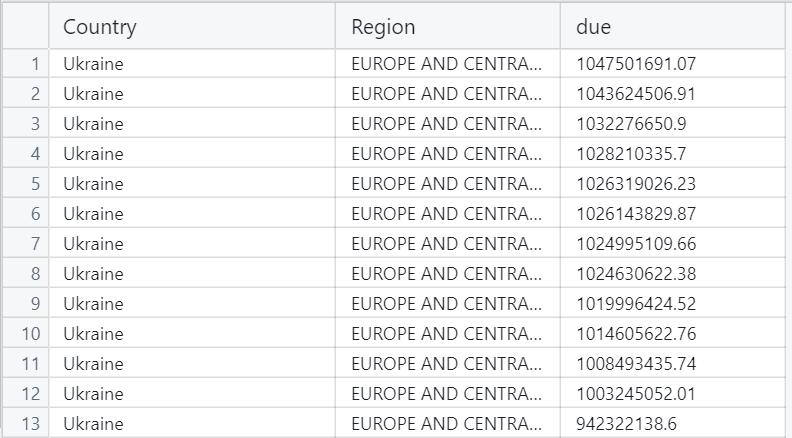 Country Region due
1 Ukraine EUROPE AND CENTRA... 1047501691.07
2 Ukraine EUROPE AND CENTRA... 1043624506.91
3 Ukraine EUROPE AND CENTRA... 1032276650.9
4 Ukraine EUROPE AND CENTRA... 1028210335.7
5 Ukraine EUROPE AND CENTRA... 1026319026.23
6 Ukraine EUROPE AND CENTRA... 1026143829.87
7 Ukraine EUROPE AND CENTRA... 1024995109.66
8 Ukraine EUROPE AND CENTRA... 1024630622.38
9 Ukraine EUROPE AND CENTRA... 1019996424.52
10 Ukraine EUROPE AND CENTRA... 1014605622.76
11 Ukraine EUROPE AND CENTRA... 1008493435.74
12 Ukraine EUROPE AND CENTRA... 1003245052.01
13 Ukraine EUROPE AND CENTRA... 942322138.6